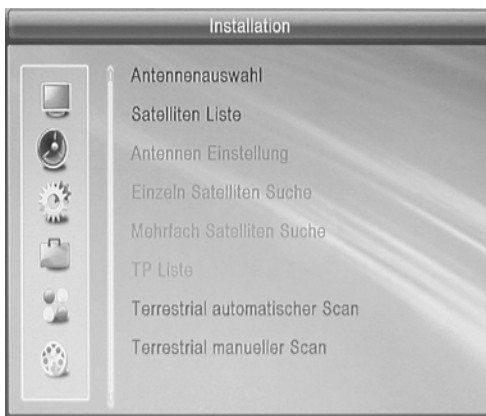 Installation
Antennenauswahl
Satelliten Liste
Antennen Einstellung
Einzeln Satelliten Suche
Mehrfach Satelliten Suche
TP Liste
Terrestrial automatischer Scan
Terrestrial manueller Scan